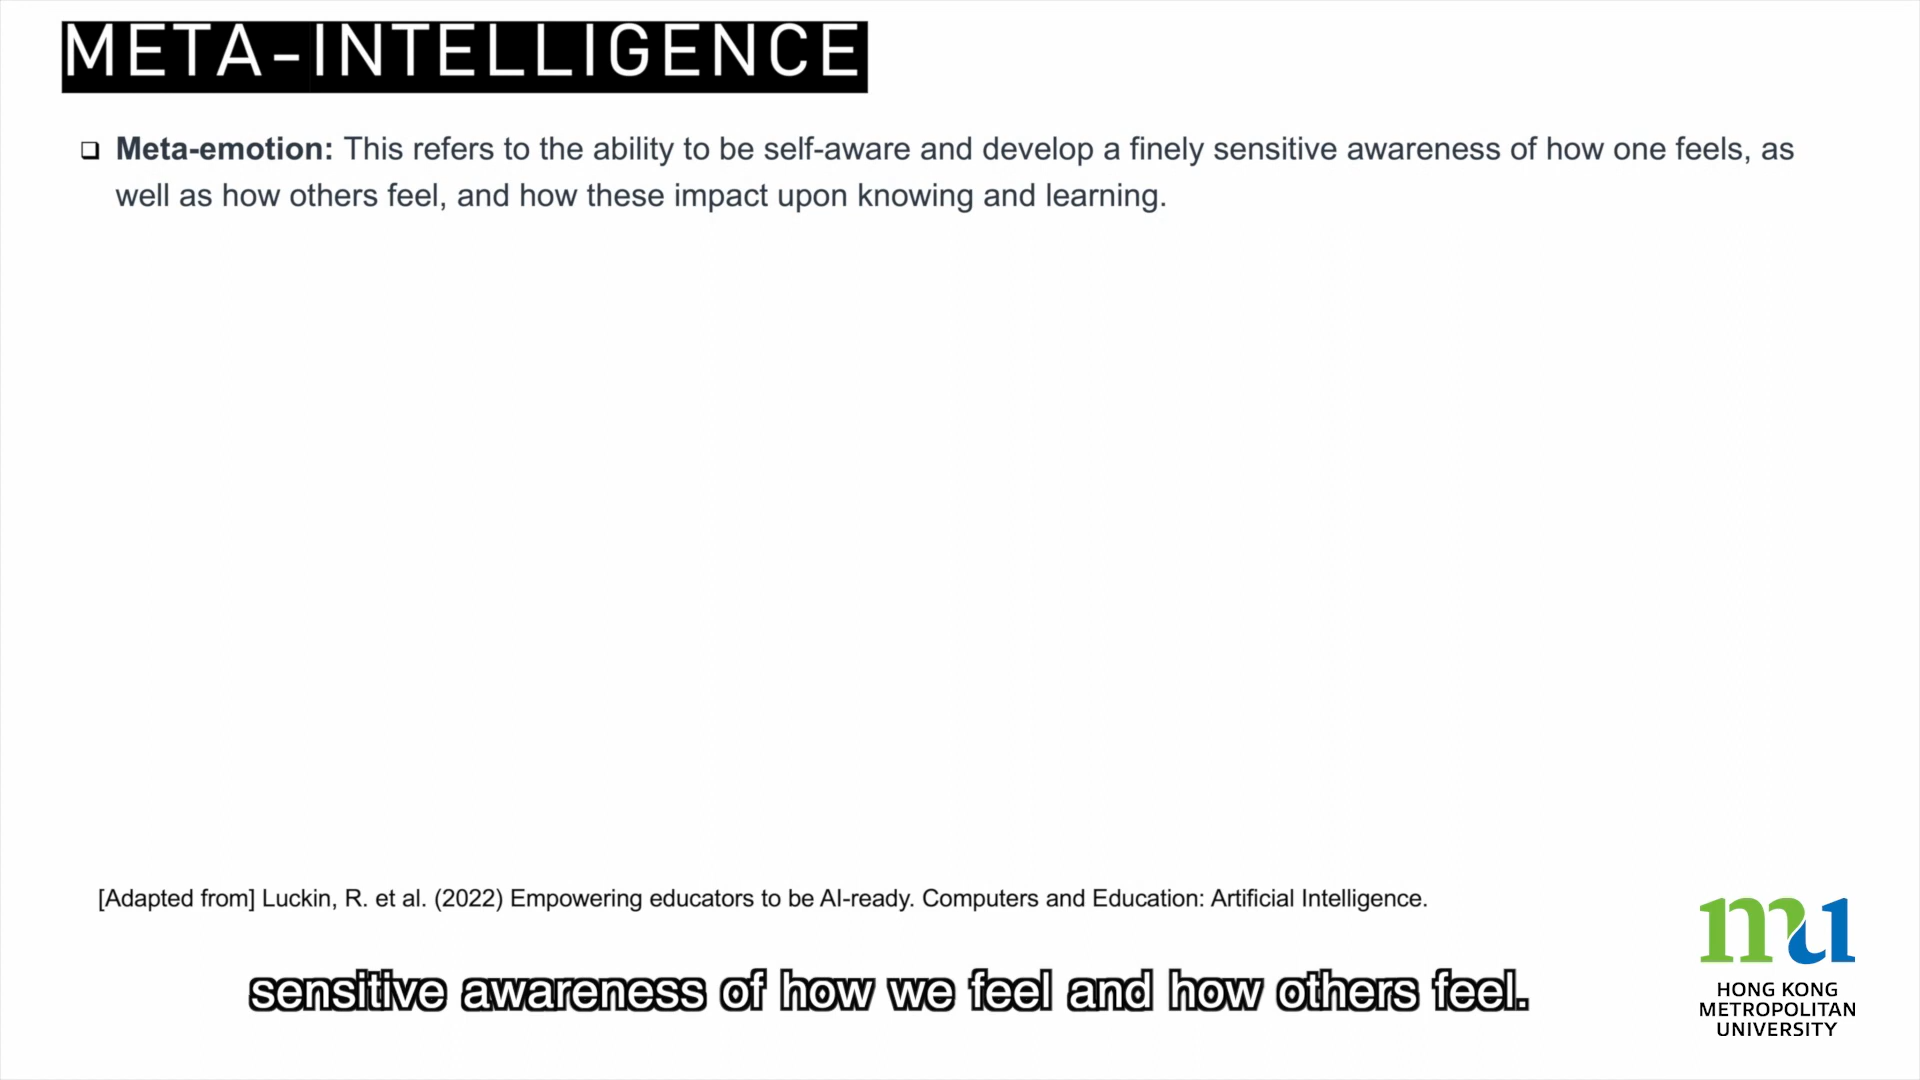 META-INTELLIGENCE
❑ Meta-emotion: This refers to the ability to be self-aware and develop a finely sensitive awareness of how one feels, as
well as how others feel, and how these impact upon knowing and learning.
[Adapted from] Luckin, R. et al. (2022) Empowering educators to be AI-ready. Computers and Education: Artificial Intelligence.
sensitive awareness of how we feel and how others feel.
mu
HONG KONG
METROPOLITAN
UNIVERSITY